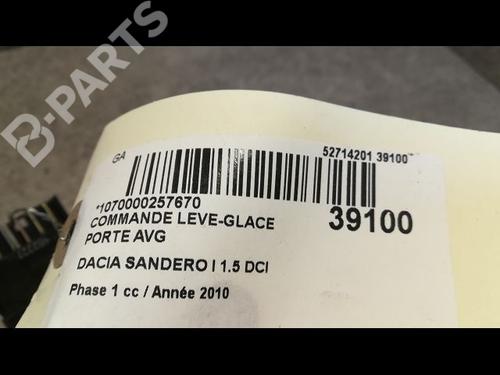 B-PARTS
GA
52714201 39100
*1070000257670
39100
COMMANDE LEVE-GLACE
PORTE AVG
DACIA SANDERO I 1.5 DCI
Phase 1 cc / Année 2010